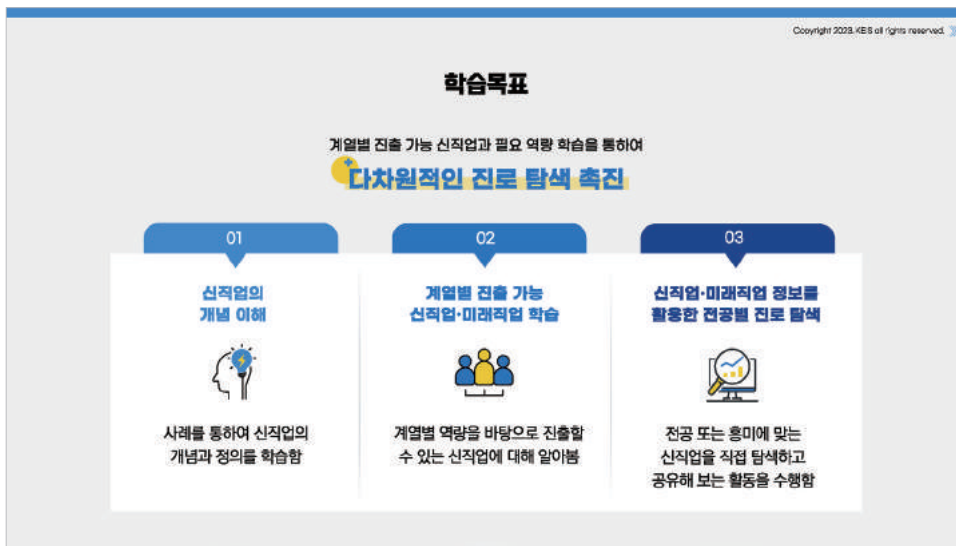 Copyright 2023. KEIS all rights reserved.
학습목표
계열별 진출 가능 신직업과 필요 역량 학습을 통하여
다차원적인 진로 탐색 촉진
01
신직업의
개념 이해
사례를 통하여 신직업의
개념과 정의를 학습함
02
계열별 진출 가능
신직업·미래직업 학습
계열별 역량을 바탕으로 진출할
수 있는 신직업에 대해 알아봄
03
신직업·미래직업 정보를
활용한 전공별 진로 탐색
전공 또는 흥미에 맞는
신직업을 직접 탐색하고
공유해 보는 활동을 수행함